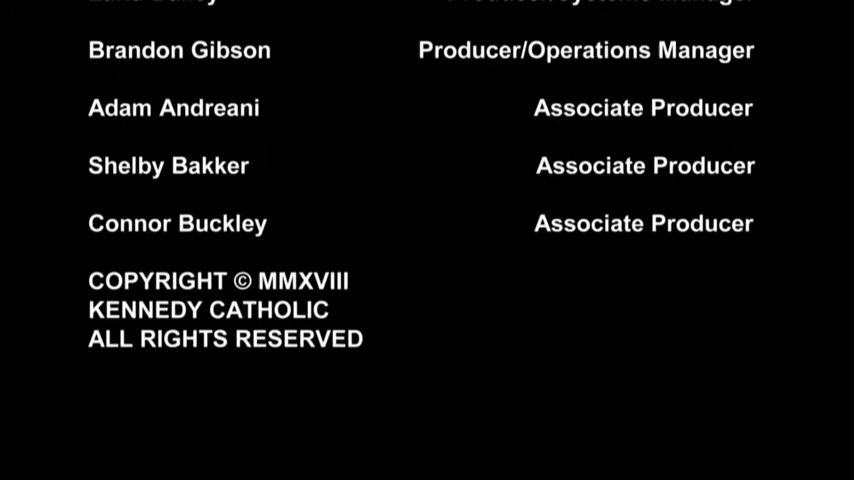 Brandon Gibson Producer/Operations Manager
Adam Andreani Associate Producer
Shelby Bakker Associate Producer
Connor Buckley Associate Producer
COPYRIGHT © MMXVIII
KENNEDY CATHOLIC
ALL RIGHTS RESERVED